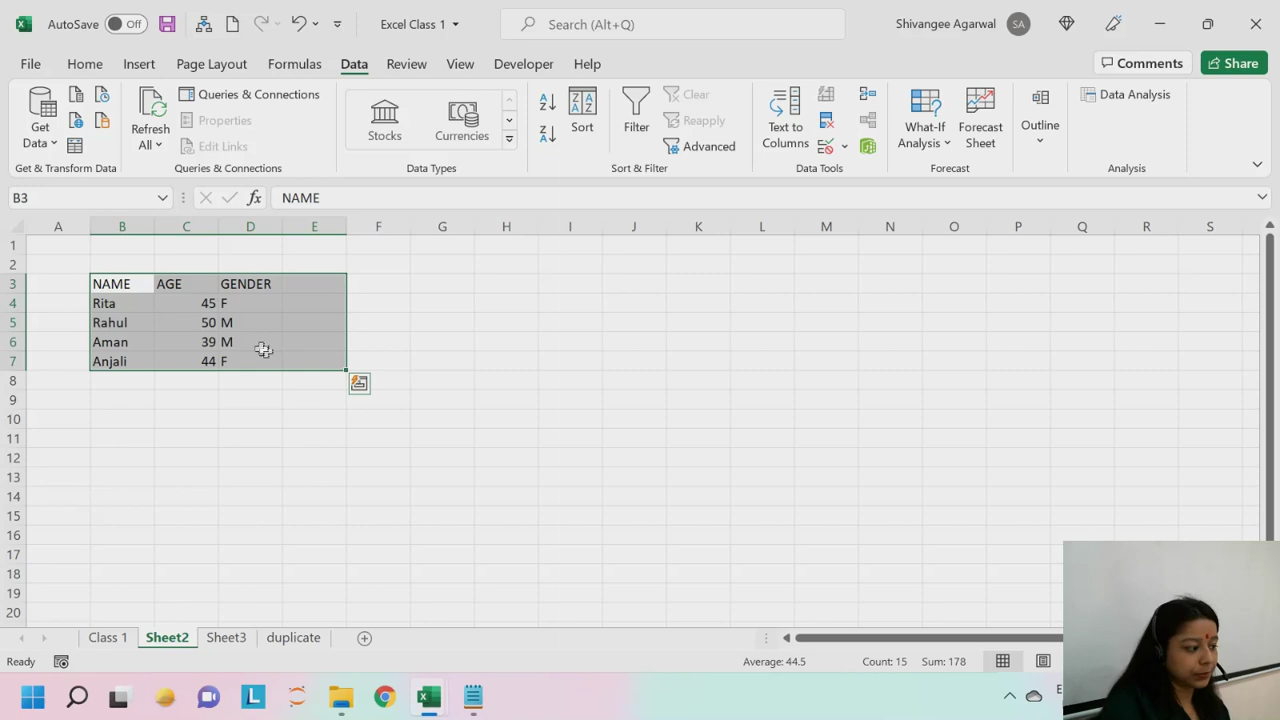 AutoSave Off Excel Class 1 Search (Alt+Q) Shivangee Agarwal SA
File Home Insert Page Layout Formulas Data Review View Developer Help Comments Share
Get Data Refresh All Queries & Connections Properties Edit Links Stocks Currencies Sort Filter Clear Reapply Advanced Text to Columns What-If Analysis Forecast Sheet Outline Data Analysis
Get & Transform Data Queries & Connections Data Types Sort & Filter Data Tools Forecast Analysis
B3 fx NAME
A B C D E F G H I J K L M N O P Q R S
1
2
3 NAME AGE GENDER
4 Rita 45 F
5 Rahul 50 M
6 Aman 39 M
7 Anjali 44 F
8
9
10
11
12
13
14
15
16
17
18
19
20
Class 1 Sheet2 Sheet3 duplicate
Ready Average: 44.5 Count: 15 Sum: 178